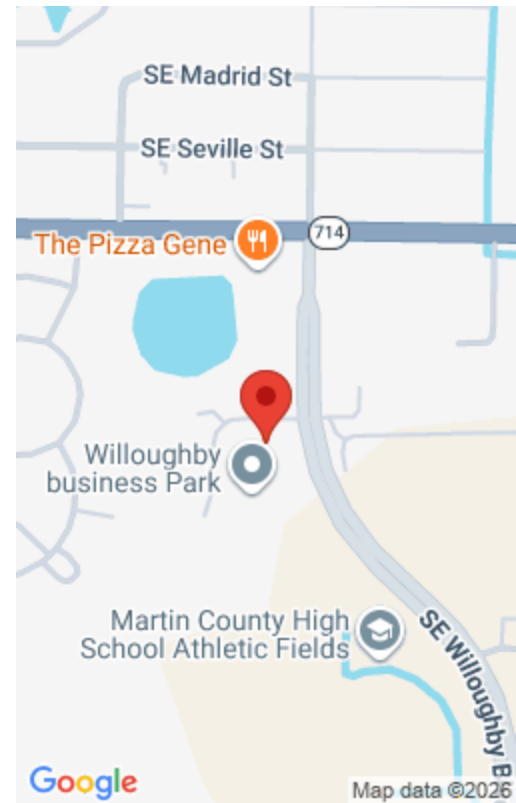 SE Madrid St
SE Seville St
The Pizza Gene
714
Willoughby
business Park
Martin County High
School Athletic Fields
SE Willoughby B
Google
Map data ©2026